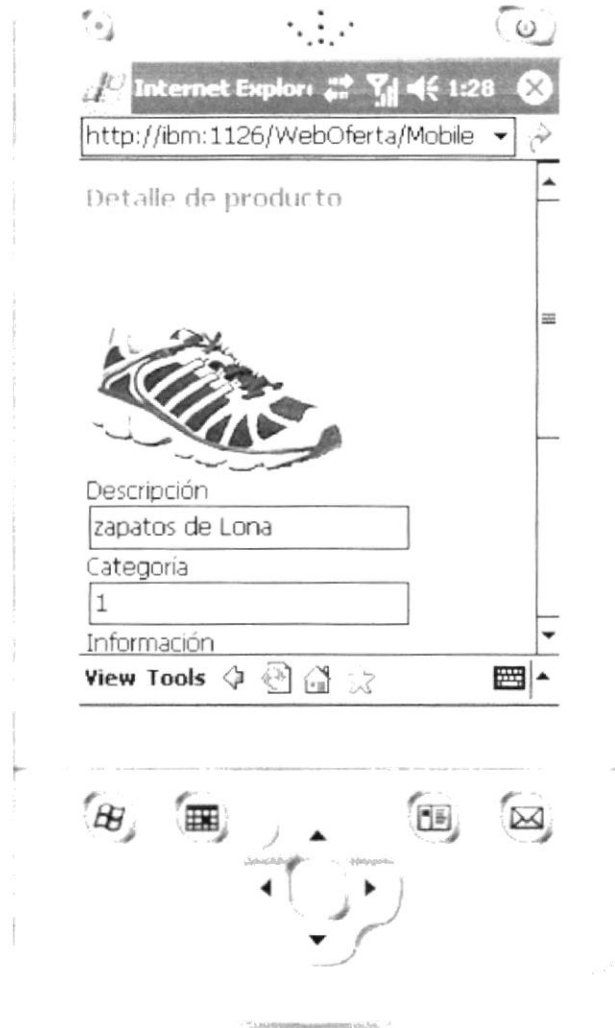 Internet Explor 1:28
http://ibm:1126/WebOferta/Mobile
Detalle de producto
Descripción
zapatos de Lona
Categoría
1
Información
View Tools